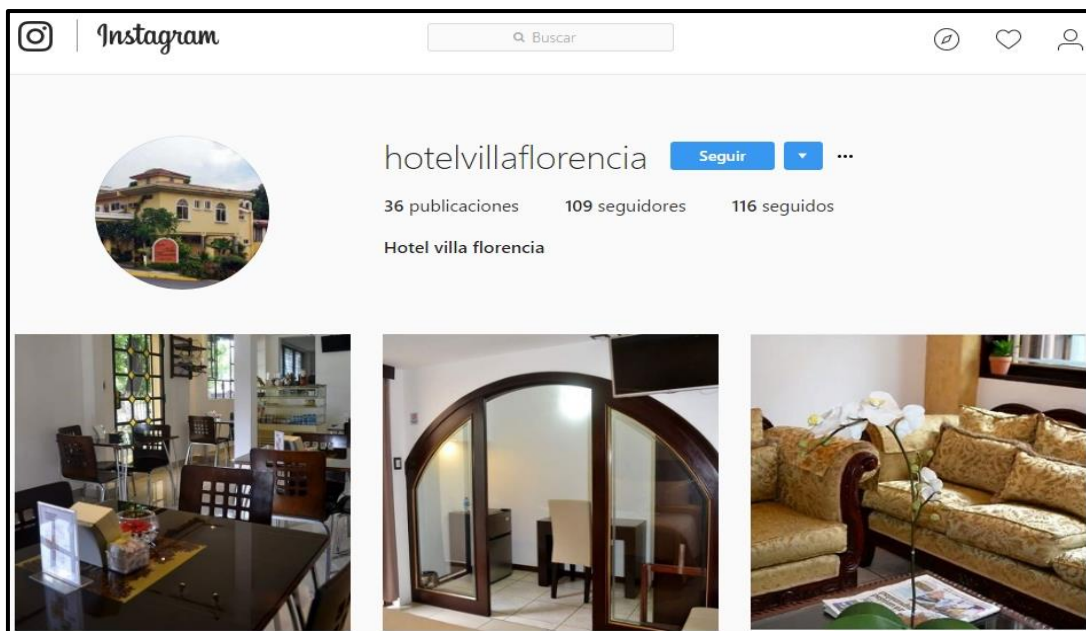 Instagram
Buscar
hotelvillaflorencia Seguir
36 publicaciones 109 seguidores 116 seguidos
Hotel villa florencia